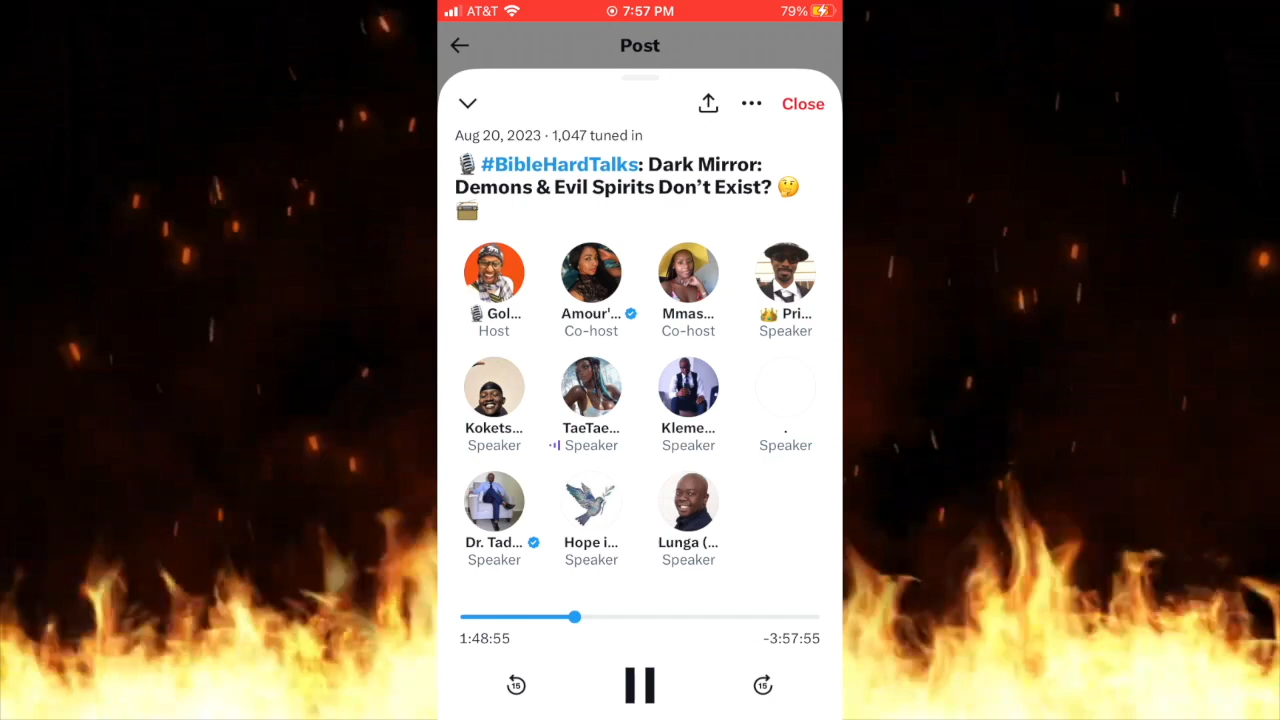 AT&T 7:57 PM 79%
Post
Close
Aug 20, 2023 · 1,047 tuned in
🎙️ #BibleHardTalks: Dark Mirror:
Demons & Evil Spirits Don't Exist? 🤔
📻
🎙️ Gol... Amour'... Mmas... 👑 Pri...
Host Co-host Co-host Speaker
Kokets... TaeTae... Kleme... .
Speaker Speaker Speaker Speaker
Dr. Tad... Hope i... Lunga (...
Speaker Speaker Speaker
1:48:55 -3:57:55
15 15